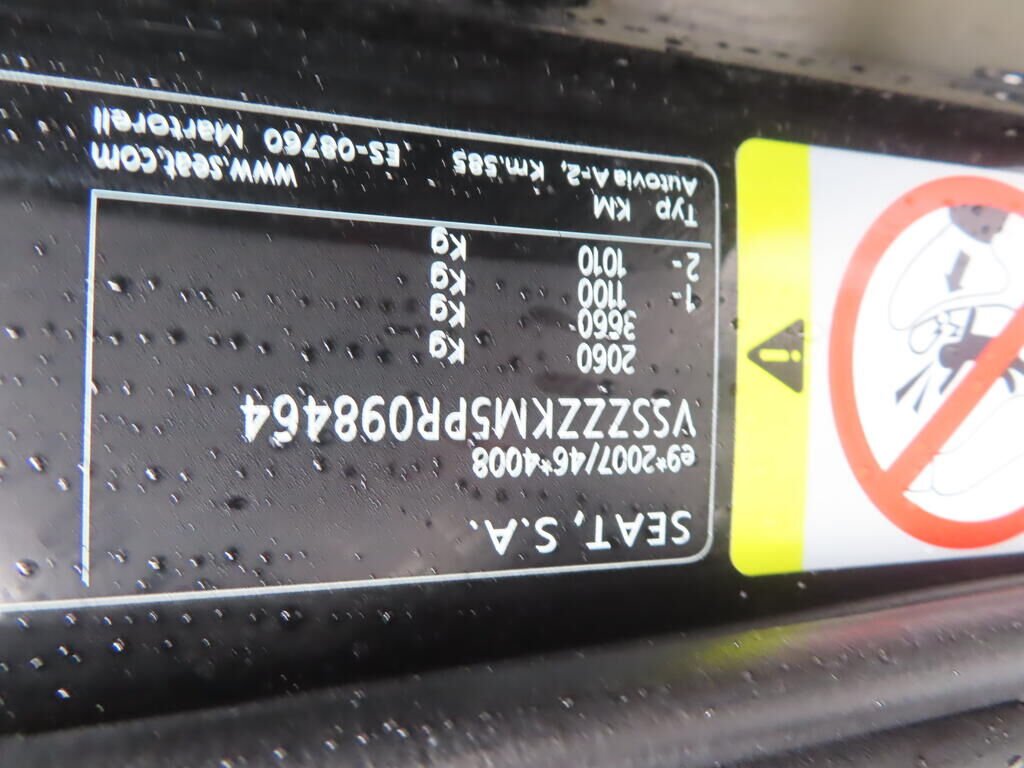 SEAT, S.A.
e9*2007/46*4008
VSSZZZKM5PR098464
2060 Kg
3660 Kg
1- 1100 Kg
2- 1010 Kg
Typ KM
www.seat.com
Autovia A-2, Km.585 ES-08760 Martorell